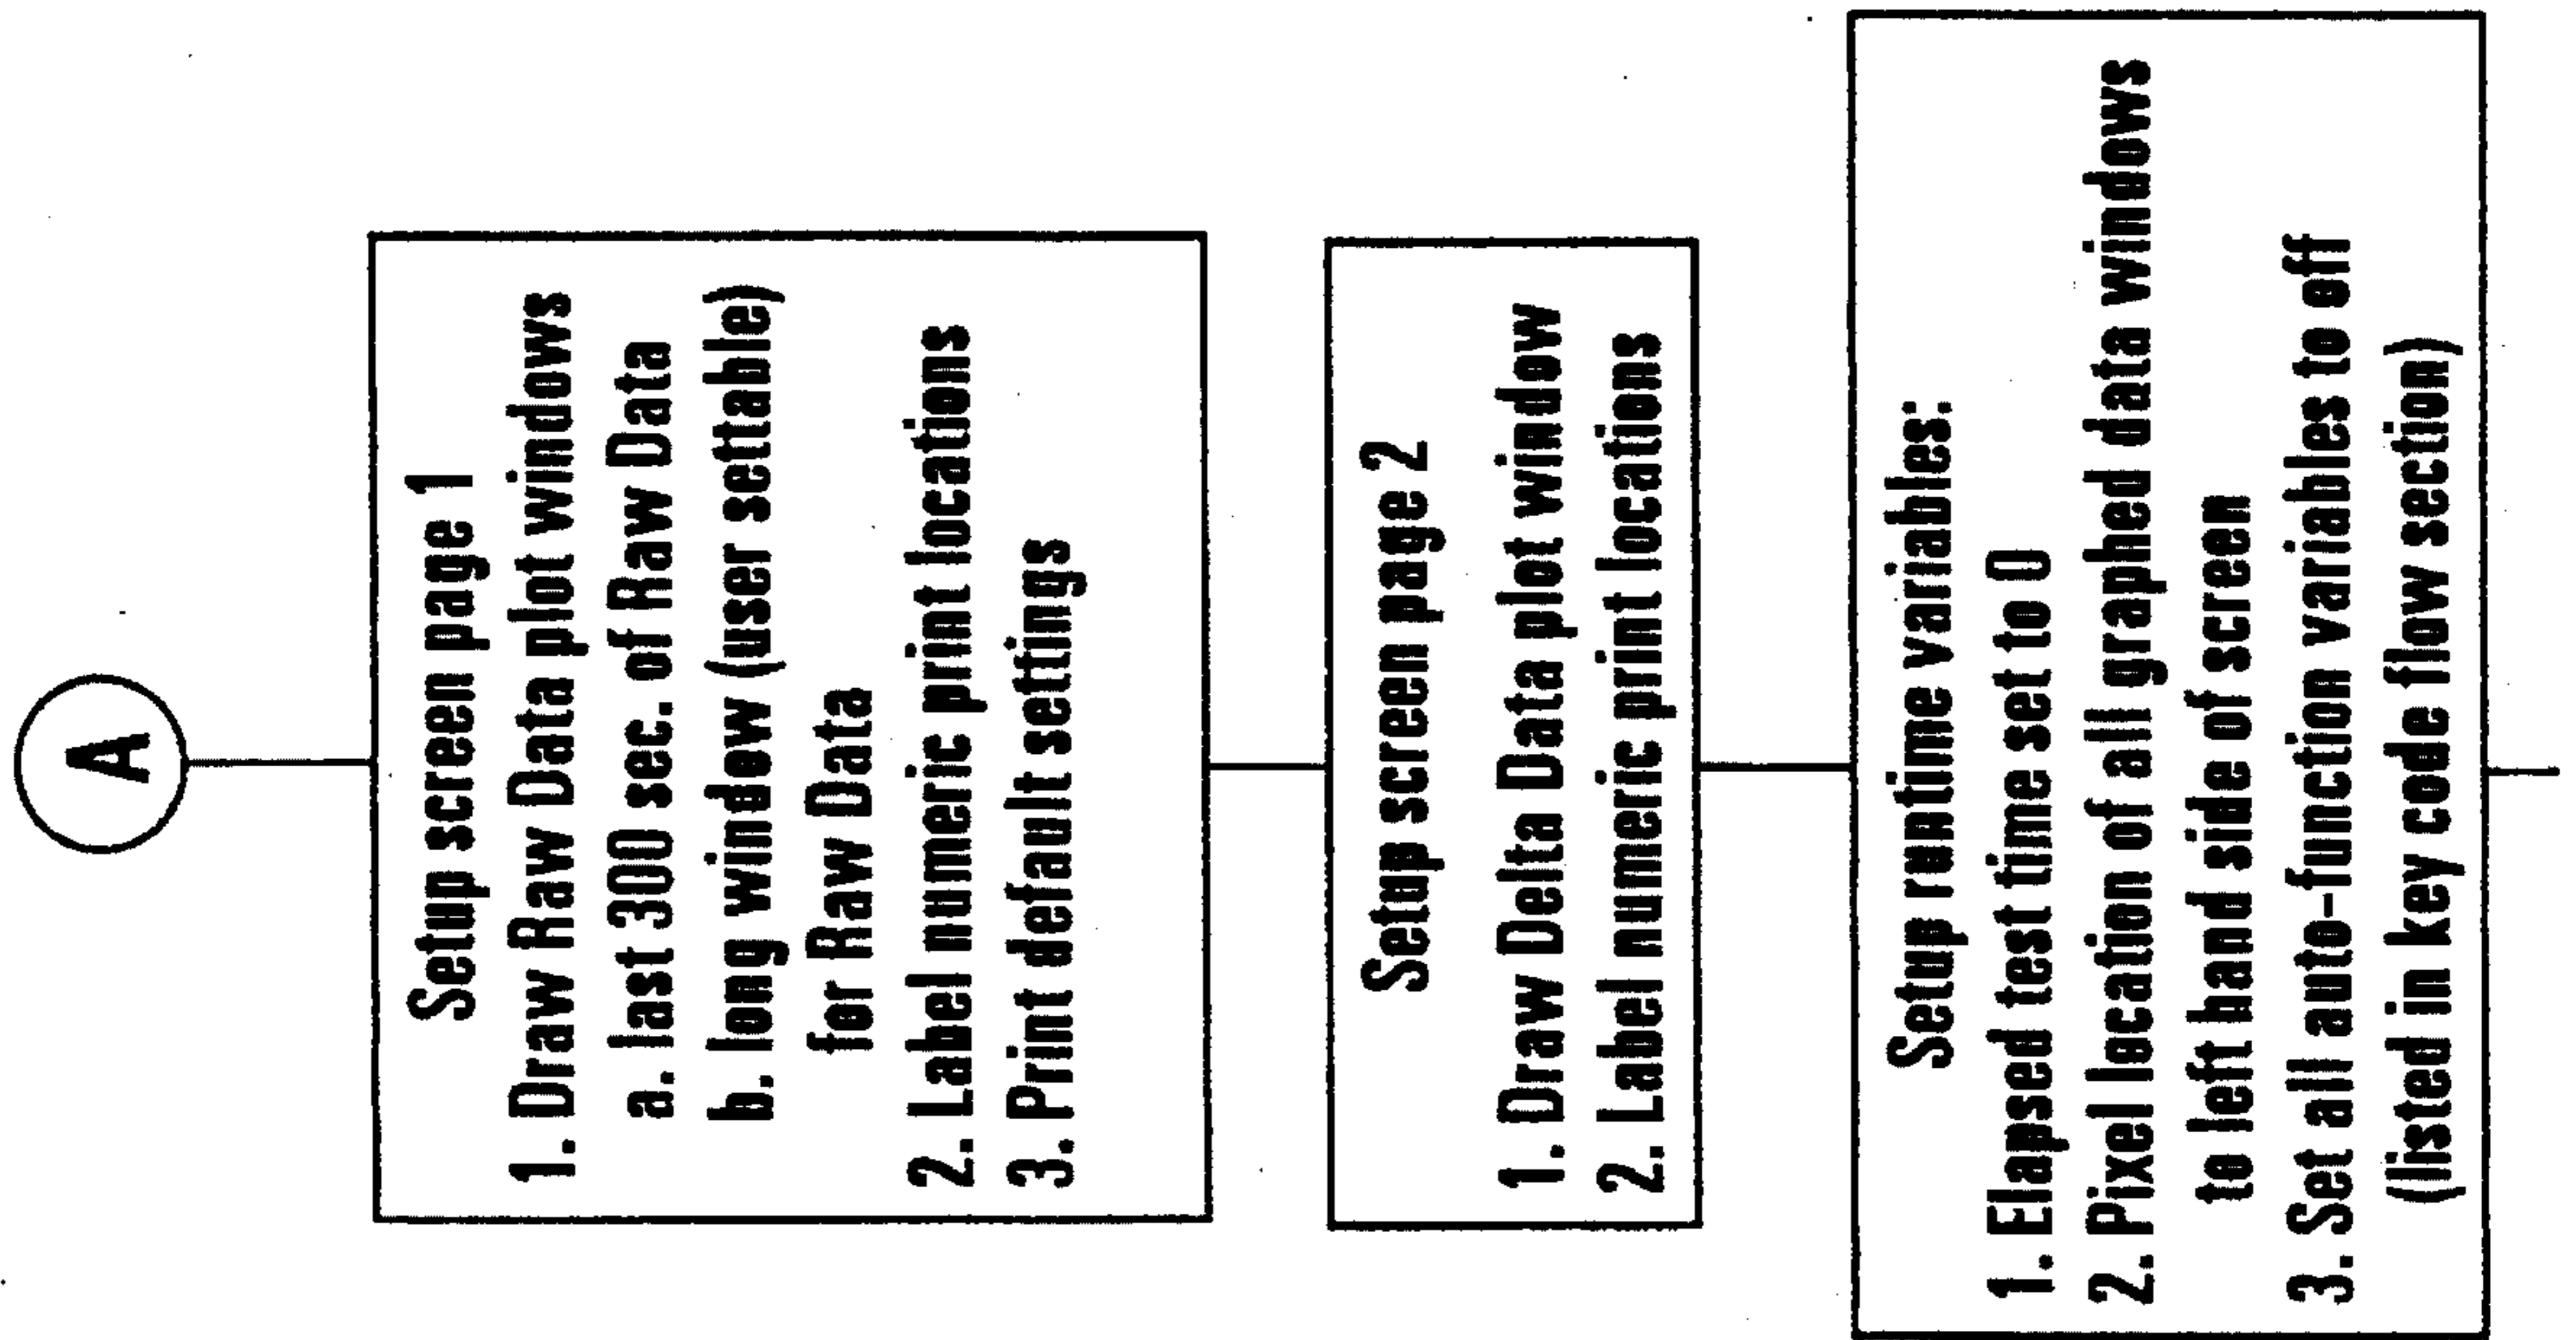 A
Setup screen page 1
1. Draw Raw Data plot windows
a. last 300 sec. of Raw Data
b. long window (user settable)
for Raw Data
2. Label numeric print locations
3. Print default settings
Setup screen page 2
1. Draw Delta Data plot window
2. Label numeric print locations
Setup runtime variables:
1. Elapsed test time set to 0
2. Pixel location of all graphed data windows
to left hand side of screen
3. Set all auto-function variables to off
(listed in key code flow section)